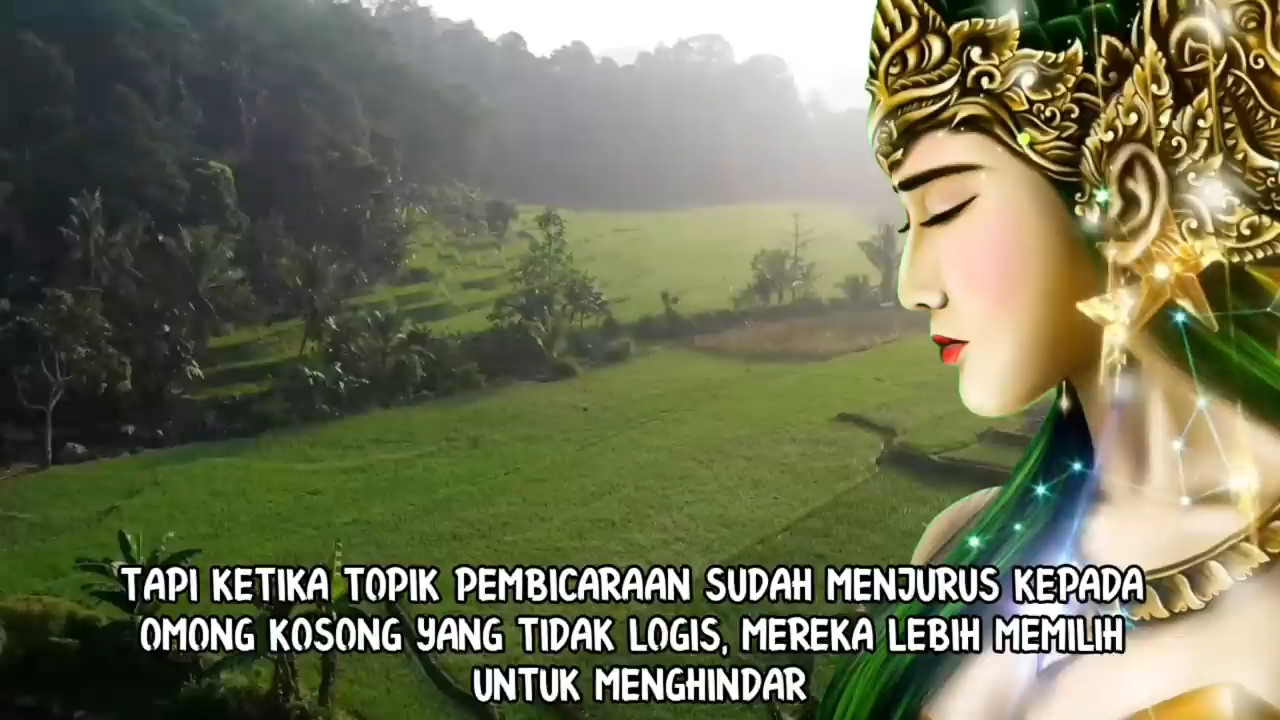 TAPI KETIKA TOPIK PEMBICARAAN SUDAH MENJURUS KEPADA
OMONG KOSONG YANG TIDAK LOGIS, MEREKA LEBIH MEMILIH
UNTUK MENGHINDAR